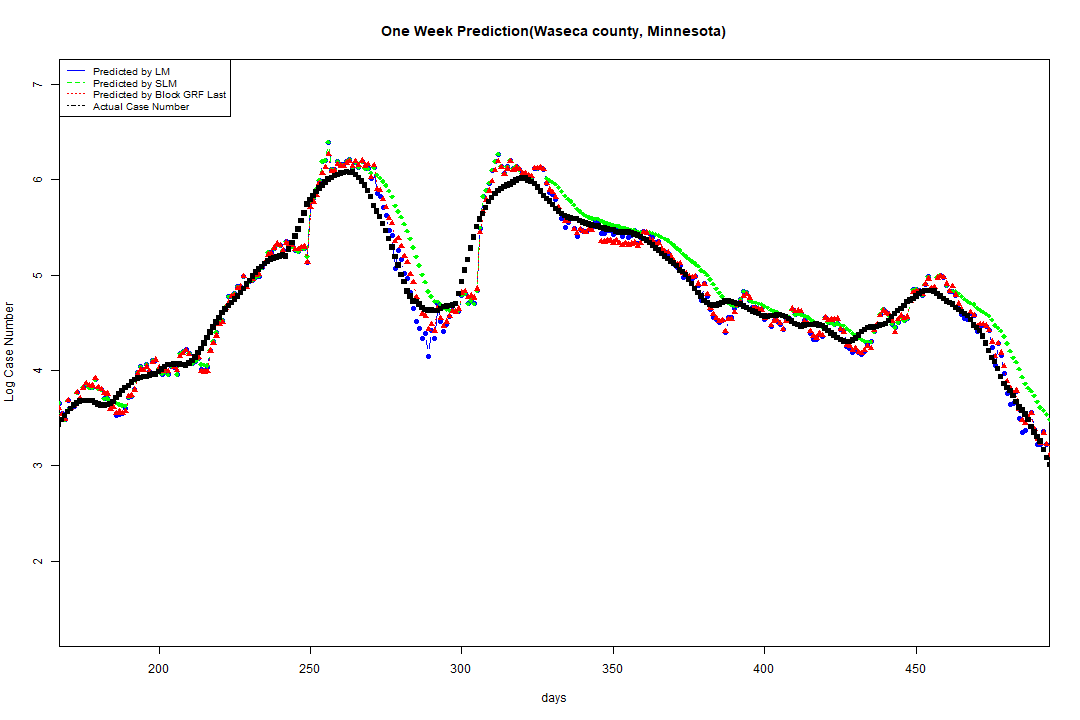 One Week Prediction(Waseca county, Minnesota)
Predicted by LM
Predicted by SLM
Predicted by Block GRF Last
Actual Case Number
7
6
5
4
3
2
Log Case Number
200 250 300 350 400 450
days